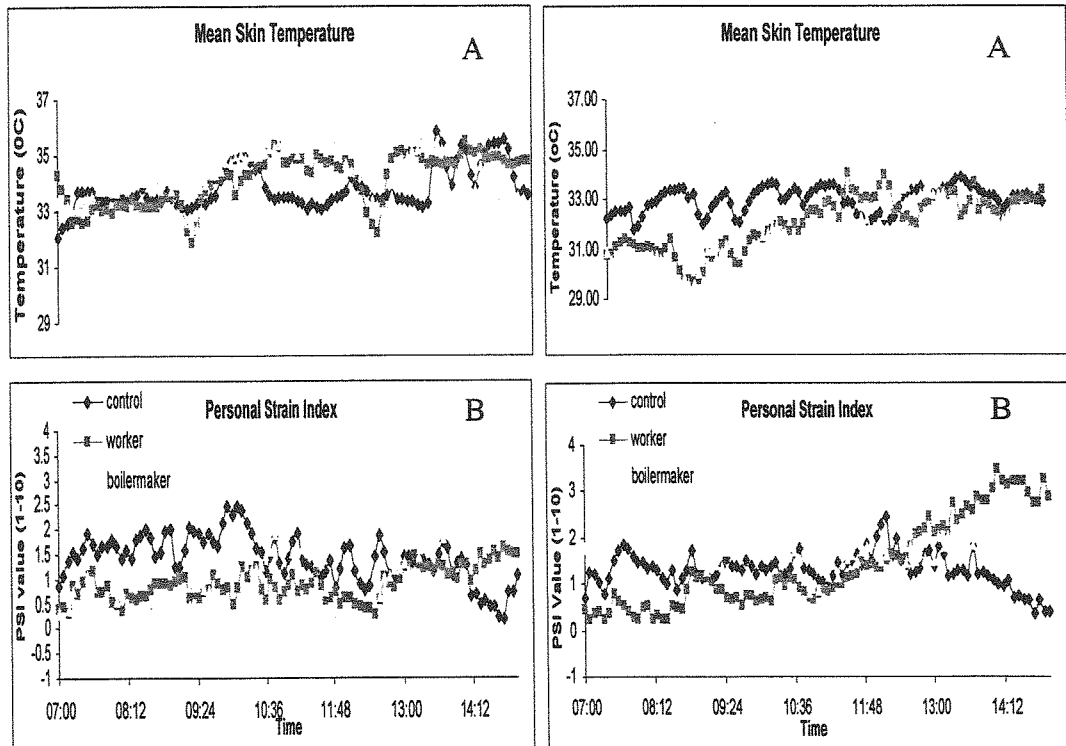 Mean Skin Temperature
A
Temperature (0C)
37
35
33
31
29
Mean Skin Temperature
A
Temperature (oC)
37.00
35.00
33.00
31.00
29.00
Personal Strain Index
B
control
worker
boilermaker
PSI Value (1-10)
4
3.5
3
2.5
2
1.5
1
0.5
0
-0.5
-1
07:00 08:12 09:24 10:36 11:48 13:00 14:12
Time
Personal Strain Index
B
control
worker
boilermaker
PSI Value (1-10)
4
3
2
1
0
-1
07:00 08:12 09:24 10:36 11:48 13:00 14:12
Time